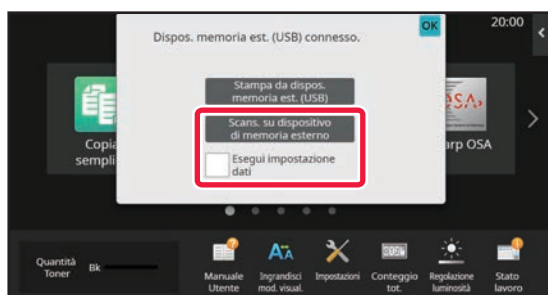 20:00
OK
Dispos. memoria est. (USB) connesso.
Stampa da dispos.
memoria est. (USB)
Scans. su dispositivo
di memoria esterno
Esegui impostazione
dati
Copia
sempli
OSA
arp OSA
Quantità
Toner
Bk
Manuale
Utente
Ingrandisci
mod. visual.
Impostazioni
Conteggio
tot.
Regolazione
luminosità
Stato
lavoro